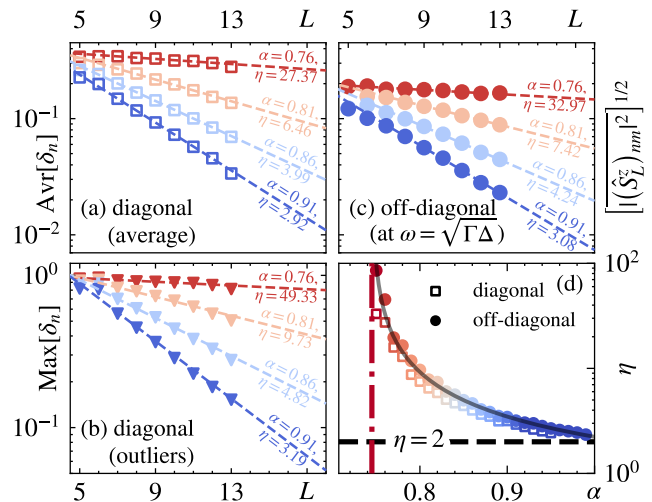 5 9 13 L
5 9 13 L
Avr[δₙ]
10⁻¹
10⁻²
α = 0.76,
η = 27.37
α = 0.81,
η = 6.46
α = 0.86,
η = 3.99
α = 0.91,
η = 2.92
(a) diagonal
(average)
α = 0.76,
η = 32.97
α = 0.81,
η = 7.42
α = 0.86,
η = 4.24
α = 0.91,
η = 3.08
(c) off-diagonal
(at ω = √ΓΔ)
[|(Ŝᶻ_L)ₙₘ|²]^{1/2}
Max[δₙ]
10⁰
10⁻¹
α = 0.76,
η = 49.33
α = 0.81,
η = 9.73
α = 0.86,
η = 4.82
α = 0.91,
η = 3.19
(b) diagonal
(outliers)
5 9 13 L
(d)
diagonal
off-diagonal
η = 2
10²
η
10⁰
0.8 0.9 α